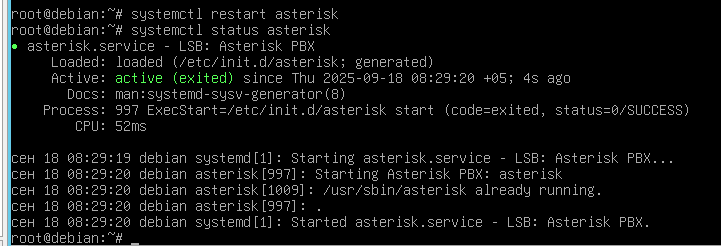 root@debian:~# systemctl restart asterisk
root@debian:~# systemctl status asterisk
● asterisk.service - LSB: Asterisk PBX
     Loaded: loaded (/etc/init.d/asterisk; generated)
     Active: active (exited) since Thu 2025-09-18 08:29:20 +05; 4s ago
       Docs: man:systemd-sysv-generator(8)
    Process: 997 ExecStart=/etc/init.d/asterisk start (code=exited, status=0/SUCCESS)
        CPU: 52ms

сен 18 08:29:19 debian systemd[1]: Starting asterisk.service - LSB: Asterisk PBX...
сен 18 08:29:20 debian asterisk[997]: Starting Asterisk PBX: asterisk
сен 18 08:29:20 debian asterisk[1009]: /usr/sbin/asterisk already running.
сен 18 08:29:20 debian asterisk[997]: .
сен 18 08:29:20 debian systemd[1]: Started asterisk.service - LSB: Asterisk PBX.
root@debian:~# _